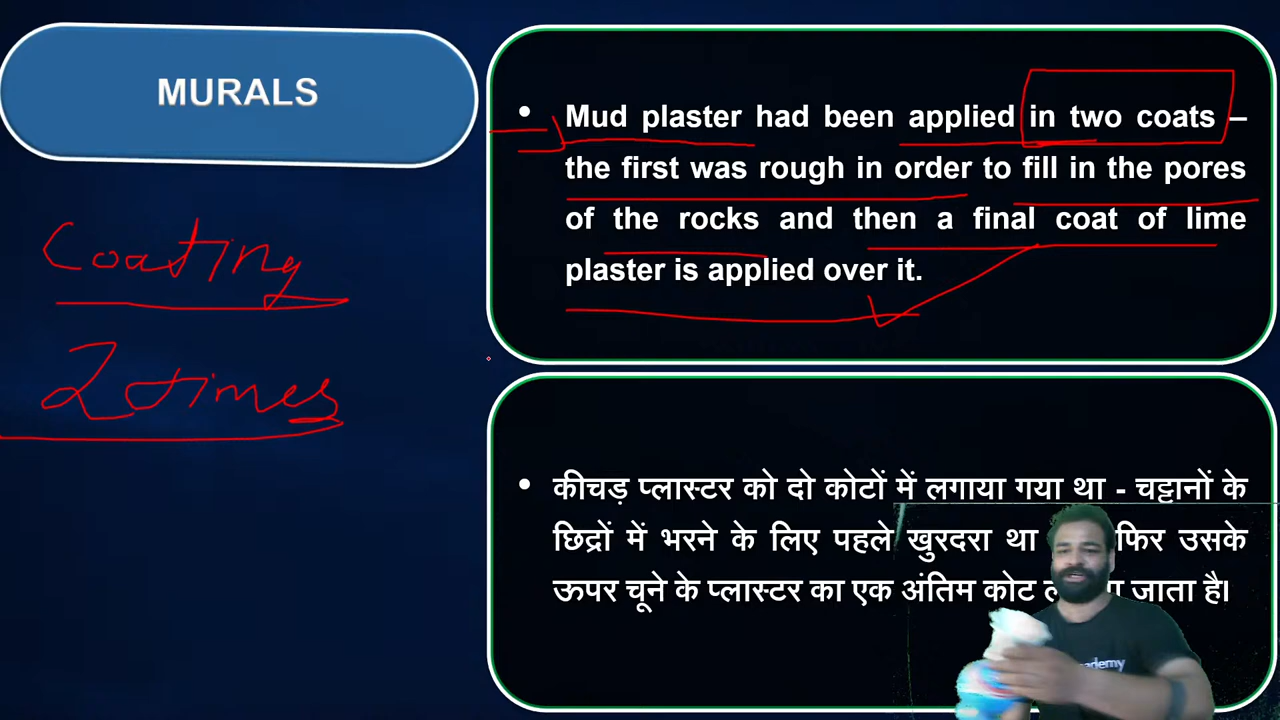 MURALS
• Mud plaster had been applied in two coats –
the first was rough in order to fill in the pores
of the rocks and then a final coat of lime
plaster is applied over it.
Coating
2 times
• कीचड़ प्लास्टर को दो कोटों में लगाया गया था - चट्टानों के
छिद्रों में भरने के लिए पहले खुरदरा था फिर उसके
ऊपर चूने के प्लास्टर का एक अंतिम कोट जाता है।